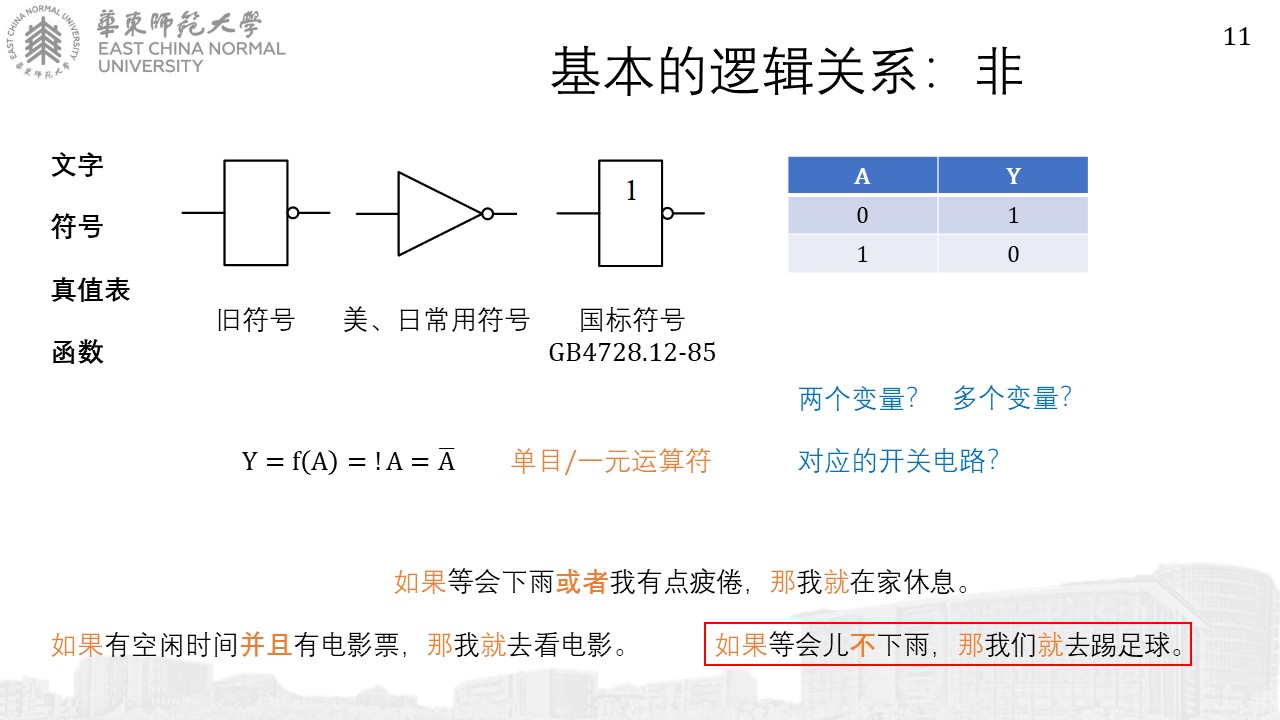 華東師範大學
EAST CHINA NORMAL
UNIVERSITY
EAST CHINA NORMAL UNIVERSITY
華東师范大学
11
基本的逻辑关系：非
文字
符号
真值表
函数
1
旧符号
美、日常用符号
国标符号
GB4728.12-85
A Y
0 1
1 0
两个变量？ 多个变量？
Y = f(A) = ! A = A̅
单目/一元运算符
对应的开关电路？
如果等会下雨或者我有点疲倦，那我就在家休息。
如果有空闲时间并且有电影票，那我就去看电影。
如果等会儿不下雨，那我们就去踢足球。